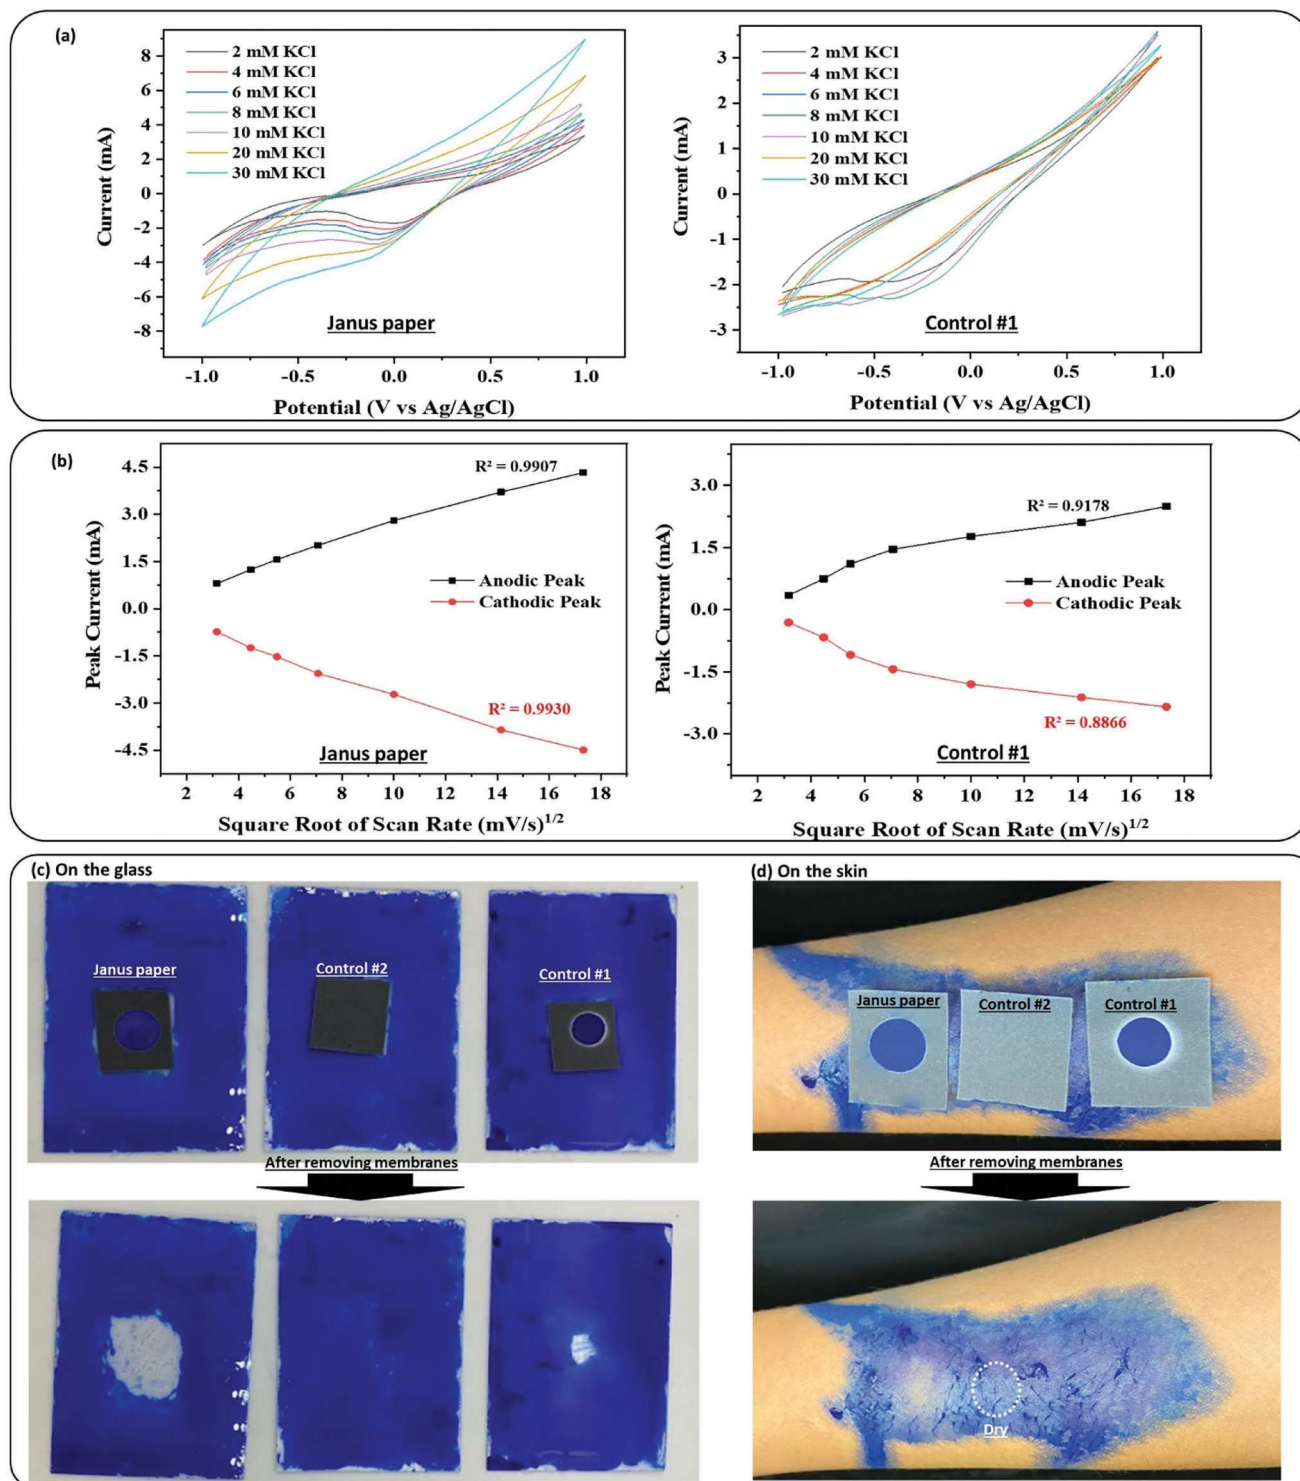 (a)
2 mM KCl
4 mM KCl
6 mM KCl
8 mM KCl
10 mM KCl
20 mM KCl
30 mM KCl
8
6
4
2
0
-2
-4
-6
-8
Current (mA)
Janus paper
-1.0 -0.5 0.0 0.5 1.0
Potential (V vs Ag/AgCl)
2 mM KCl
4 mM KCl
6 mM KCl
8 mM KCl
10 mM KCl
20 mM KCl
30 mM KCl
3
2
1
0
-1
-2
-3
Current (mA)
Control #1
-1.0 -0.5 0.0 0.5 1.0
Potential (V vs Ag/AgCl)
(b)
4.5
3.0
1.5
0.0
-1.5
-3.0
-4.5
Peak Current (mA)
R² = 0.9907
Anodic Peak
Cathodic Peak
R² = 0.9930
Janus paper
2 4 6 8 10 12 14 16 18
Square Root of Scan Rate (mV/s)1/2
3.0
1.5
0.0
-1.5
-3.0
Peak Current (mA)
R² = 0.9178
Anodic Peak
Cathodic Peak
R² = 0.8866
Control #1
2 4 6 8 10 12 14 16 18
Square Root of Scan Rate (mV/s)1/2
(c) On the glass
Janus paper
Control #2
Control #1
After removing membranes
(d) On the skin
Janus paper
Control #2
Control #1
After removing membranes
Dry